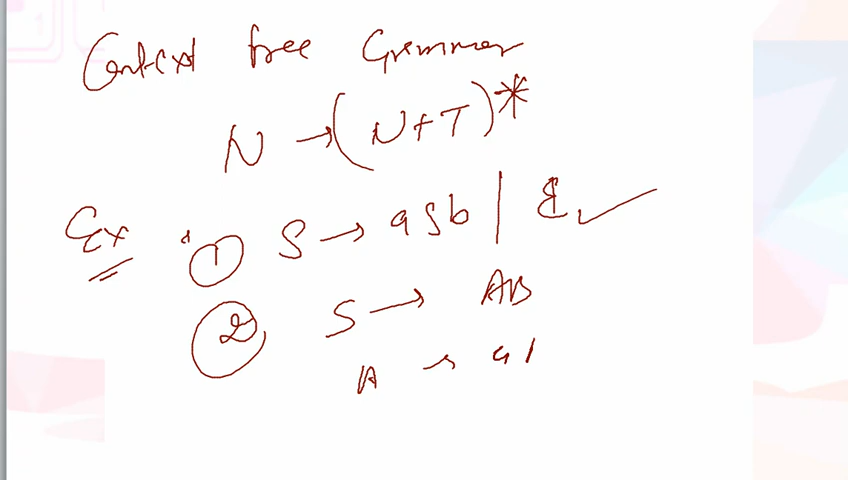 Context free Grammar
N → (N+T)*
Ex ① S → aSb | ε ✓
② S → AB
A → a